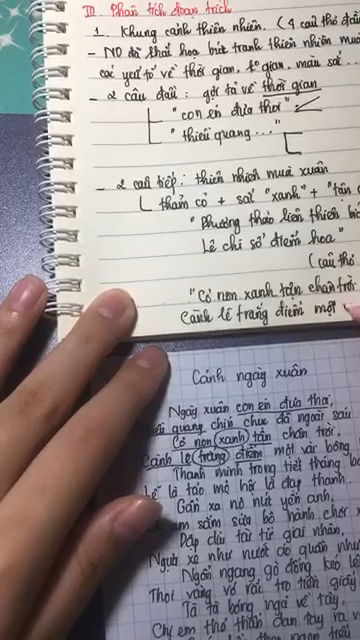 III Phân tích đoạn trích
1. Khung cảnh thiên nhiên. (4 câu thơ đầu
- ND đã khái hoạ bức tranh thiên nhiên mùa
các yếu tố về thời gian, ko gian, màu sắc...
- 2 câu đầu: gợi tả về thời gian
"con én đưa thoi"
"thiều quang..."
- 2 câu tiếp: thiên nhiên mùa xuân
thảm cỏ + sắc "xanh" + "tận
"Phương thảo liên thiên bí
Lê chi sổ điểm hoa"
(câu thơ
"Cỏ non xanh tận chân trời
Cành lê trắng điểm một
Cảnh ngày xuân
Ngày xuân con én đưa thoi,
quang chín chục đã ngoài sáu
Cỏ non xanh tận chân trời,
Cành lê trắng điểm một vài bông
Thanh minh trong tiết tháng ba
Lễ là tảo mộ hội là đạp thanh.
Gần xa nô nức yến anh,
em sắm sửa bộ hành chơi x
Dập dìu tài tử giai nhân,
Ngựa xe như nước áo quần như
Ngổn ngang gò đống kéo lê
Thoi vàng vó rắc tro tiền giấy
Tà tà bóng ngả về tây,
Chị em thơ thẩn dan tay ra v